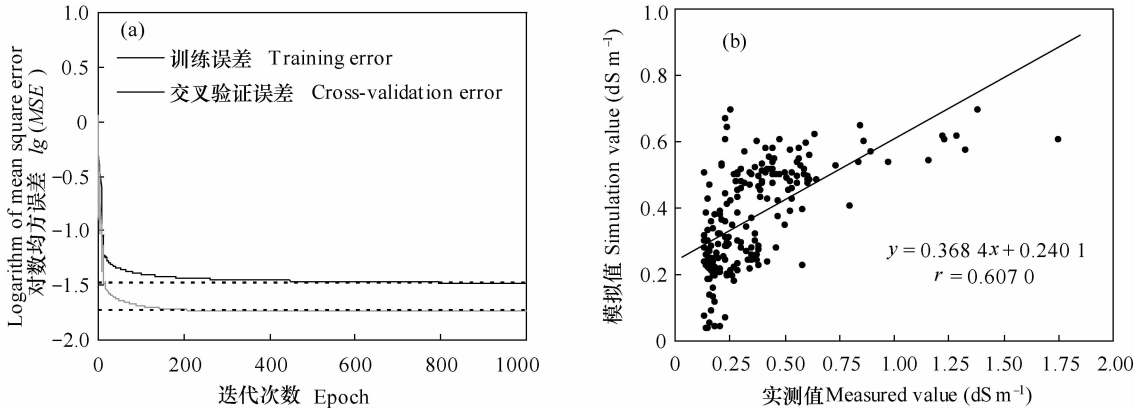 (a)
训练误差 Training error
交叉验证误差 Cross-validation error
Logarithm of mean square error
对数均方误差 lg (MSE)
1.0
0.5
0
−0.5
−1.0
−1.5
−2.0
0 200 400 600 800 1000
迭代次数 Epoch
(b)
模拟值 Simulation value (dS m⁻¹)
1.0
0.8
0.6
0.4
0.2
0
y=0.368 4x+0.240 1
r=0.607 0
0 0.25 0.50 0.75 1.00 1.25 1.50 1.75 2.00
实测值Measured value (dS m⁻¹)